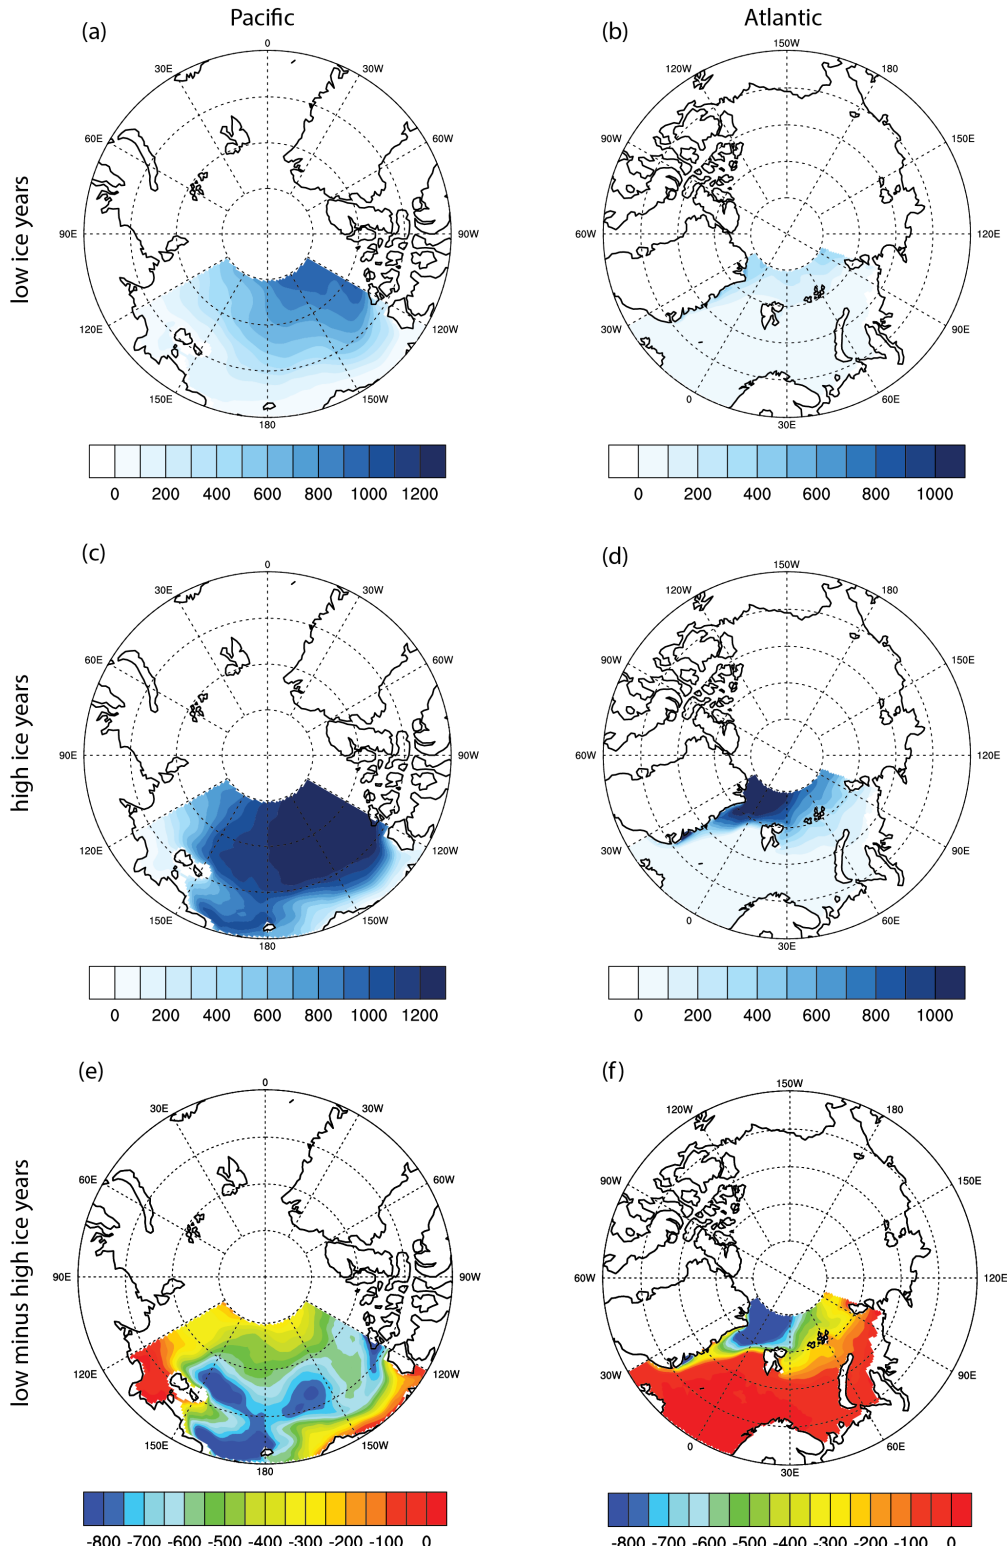 Pacific Atlantic
(a) (b)
0 150W
30E 30W 120W 180
60E 60W 90W 150E
90E 90W 60W 120E
120E 120W 30W 90E
150E 150W 0 60E
180 30E
low ice years
0 200 400 600 800 1000 1200 0 200 400 600 800 1000
(c) (d)
0 150W
30E 30W 120W 180
60E 60W 90W 150E
90E 90W 60W 120E
120E 120W 30W 90E
150E 150W 0 60E
180 30E
high ice years
0 200 400 600 800 1000 1200 0 200 400 600 800 1000
(e) (f)
0 150W
30E 30W 120W 180
60E 60W 90W 150E
90E 90W 60W 120E
120E 120W 30W 90E
150E 150W 0 60E
180 30E
low minus high ice years
-800 -700 -600 -500 -400 -300 -200 -100 0 -800 -700 -600 -500 -400 -300 -200 -100 0